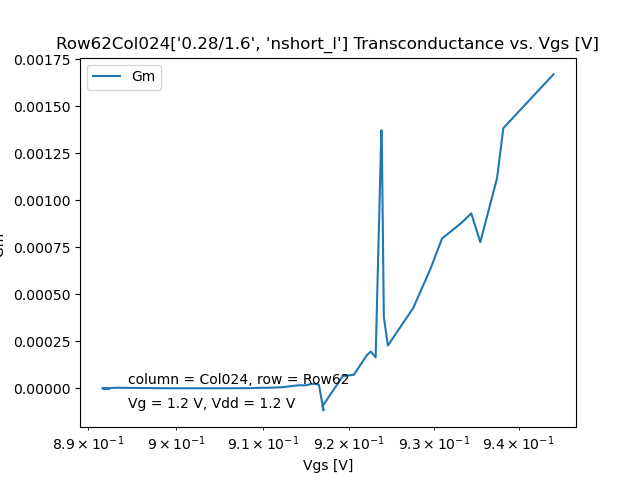 Row62Col024['0.28/1.6', 'nshort_l'] Transconductance vs. Vgs [V]
Gm
0.00175
0.00150
0.00125
0.00100
0.00075
0.00050
0.00025
0.00000
column = Col024, row = Row62
Vg = 1.2 V, Vdd = 1.2 V
8.9 × 10⁻¹ 9 × 10⁻¹ 9.1 × 10⁻¹ 9.2 × 10⁻¹ 9.3 × 10⁻¹ 9.4 × 10⁻¹
Vgs [V]